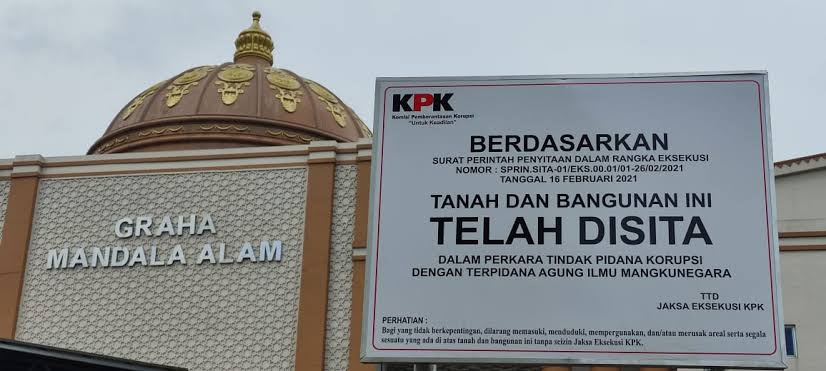 GRAHA
MANDALA ALAM
KPK
Komisi Pemberantasan Korupsi
"Untuk Keadilan"
BERDASARKAN
SURAT PERINTAH PENYITAAN DALAM RANGKA EKSEKUSI
NOMOR : SPRIN.SITA-01/EKS.00.01/01-26/02/2021
TANGGAL 16 FEBRUARI 2021
TANAH DAN BANGUNAN INI
TELAH DISITA
DALAM PERKARA TINDAK PIDANA KORUPSI
DENGAN TERPIDANA AGUNG ILMU MANGKUNEGARA
TTD
JAKSA EKSEKUSI KPK
PERHATIAN :
Bagi yang tidak berkepentingan, dilarang memasuki, menduduki, mempergunakan, dan/atau merusak areal serta segala
sesuatu yang ada di atas tanah dan bangunan ini tanpa seizin Jaksa Eksekusi KPK.